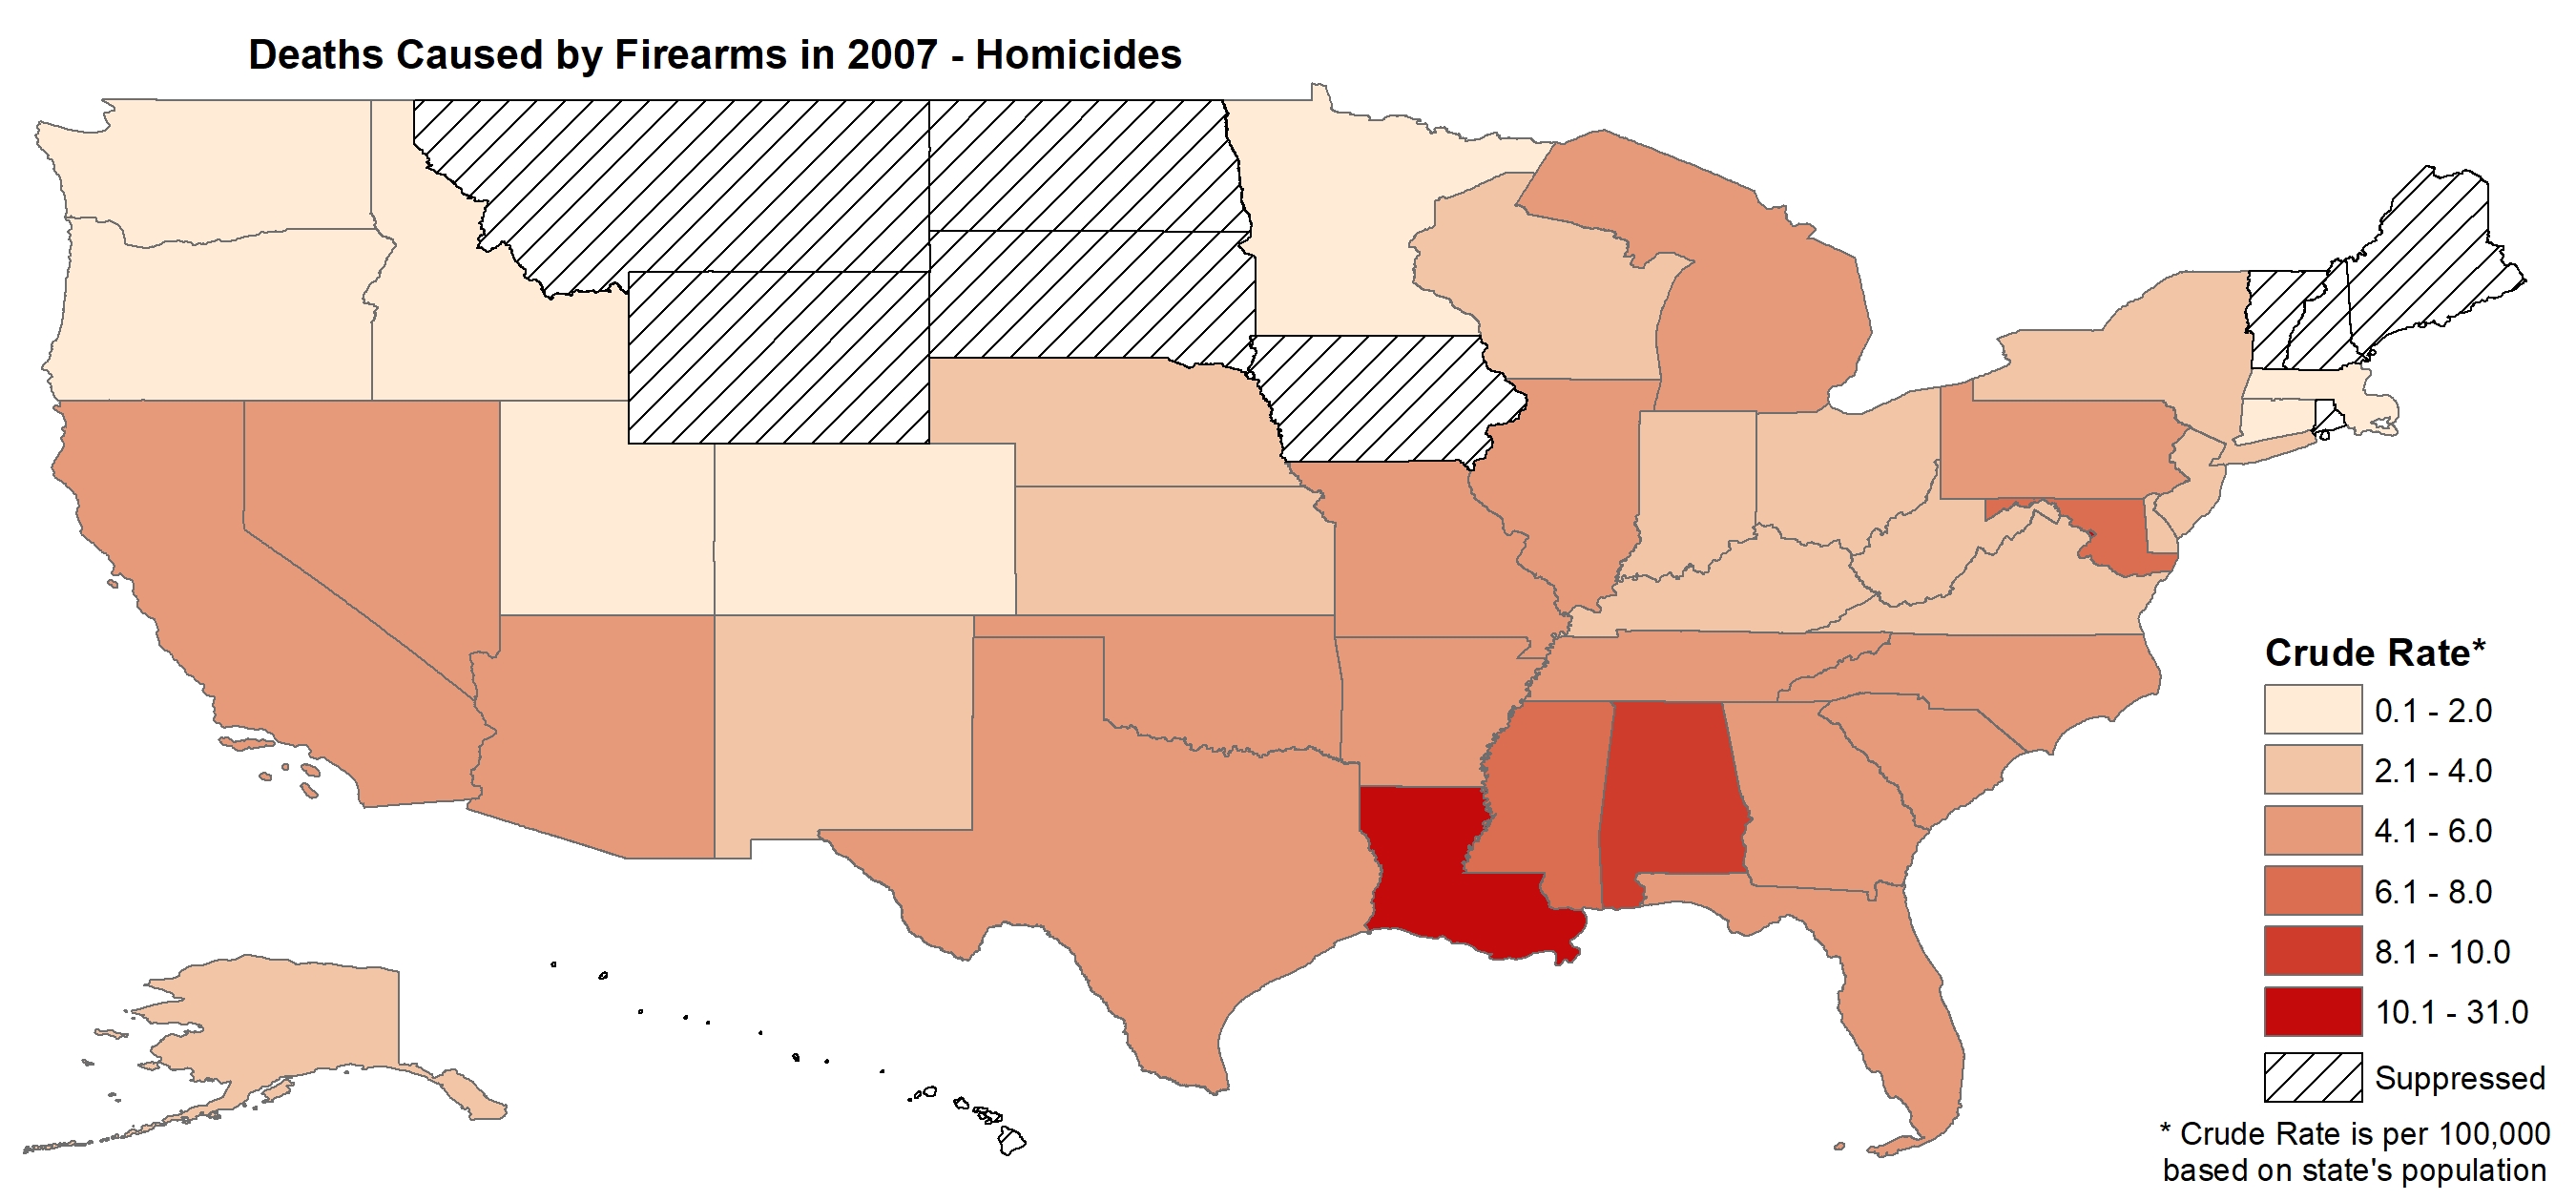 Deaths Caused by Firearms in 2007 - Homicides
Crude Rate*
0.1 - 2.0
2.1 - 4.0
4.1 - 6.0
6.1 - 8.0
8.1 - 10.0
10.1 - 31.0
Suppressed
* Crude Rate is per 100,000
based on state's population